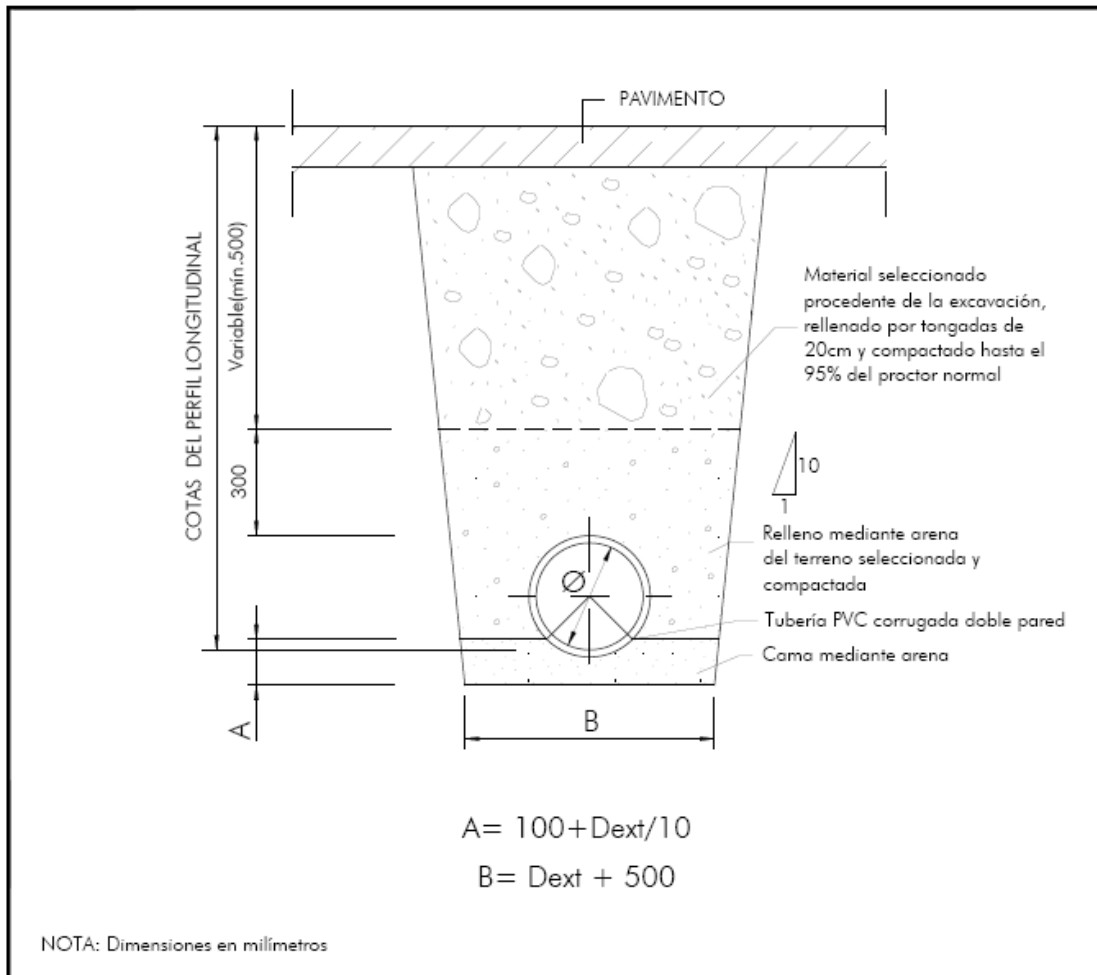 PAVIMENTO
COTAS DEL PERFIL LONGITUDINAL
Variable(mín.500)
300
A
Material seleccionado
procedente de la excavación,
rellenado por tongadas de
20cm y compactado hasta el
95% del proctor normal
10
1
Relleno mediante arena
del terreno seleccionada y
compactada
Ø
Tubería PVC corrugada doble pared
Cama mediante arena
B
A= 100+Dext/10
B= Dext + 500
NOTA: Dimensiones en milímetros